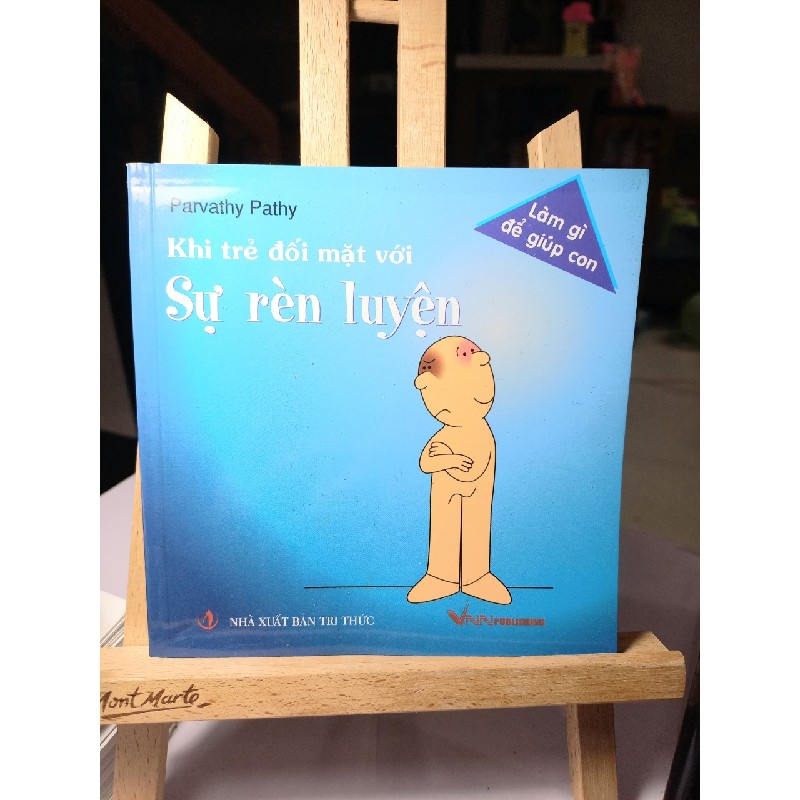 Parvathy Pathy
Làm gì
để giúp con
Khi trẻ đối mặt với
Sự rèn luyện
NHÀ XUẤT BẢN TRI THỨC
VNN PUBLISHING
Mont Marte